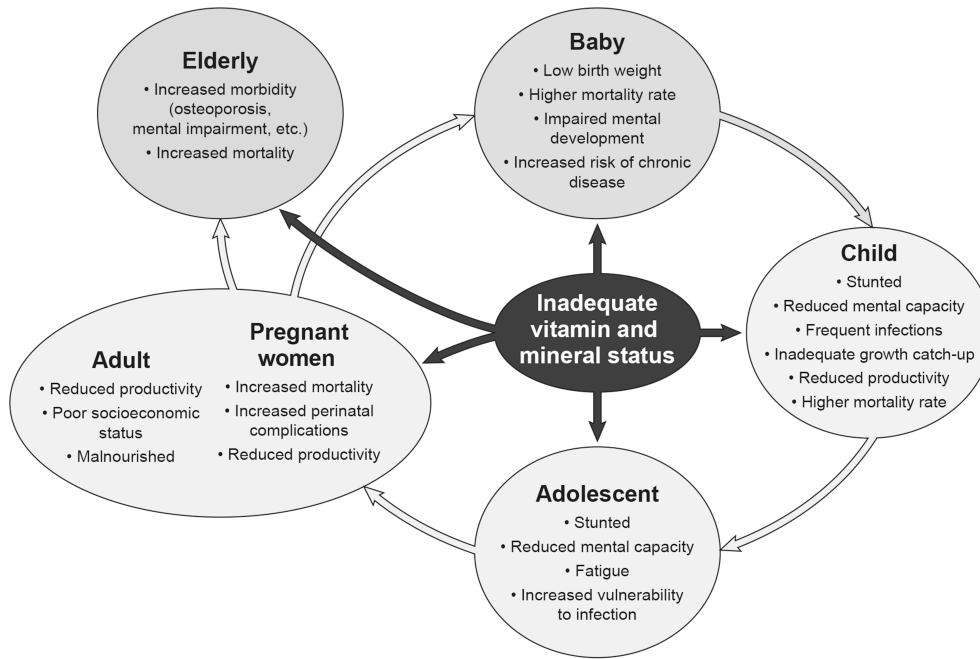 Elderly
• Increased morbidity
(osteoporosis,
mental impairment, etc.)
• Increased mortality
Baby
• Low birth weight
• Higher mortality rate
• Impaired mental
development
• Increased risk of chronic
disease
Child
• Stunted
• Reduced mental capacity
• Frequent infections
• Inadequate growth catch-up
• Reduced productivity
• Higher mortality rate
Inadequate
vitamin and
mineral status
Adult
• Reduced productivity
• Poor socioeconomic
status
• Malnourished
Pregnant
women
• Increased mortality
• Increased perinatal
complications
• Reduced productivity
Adolescent
• Stunted
• Reduced mental capacity
• Fatigue
• Increased vulnerability
to infection